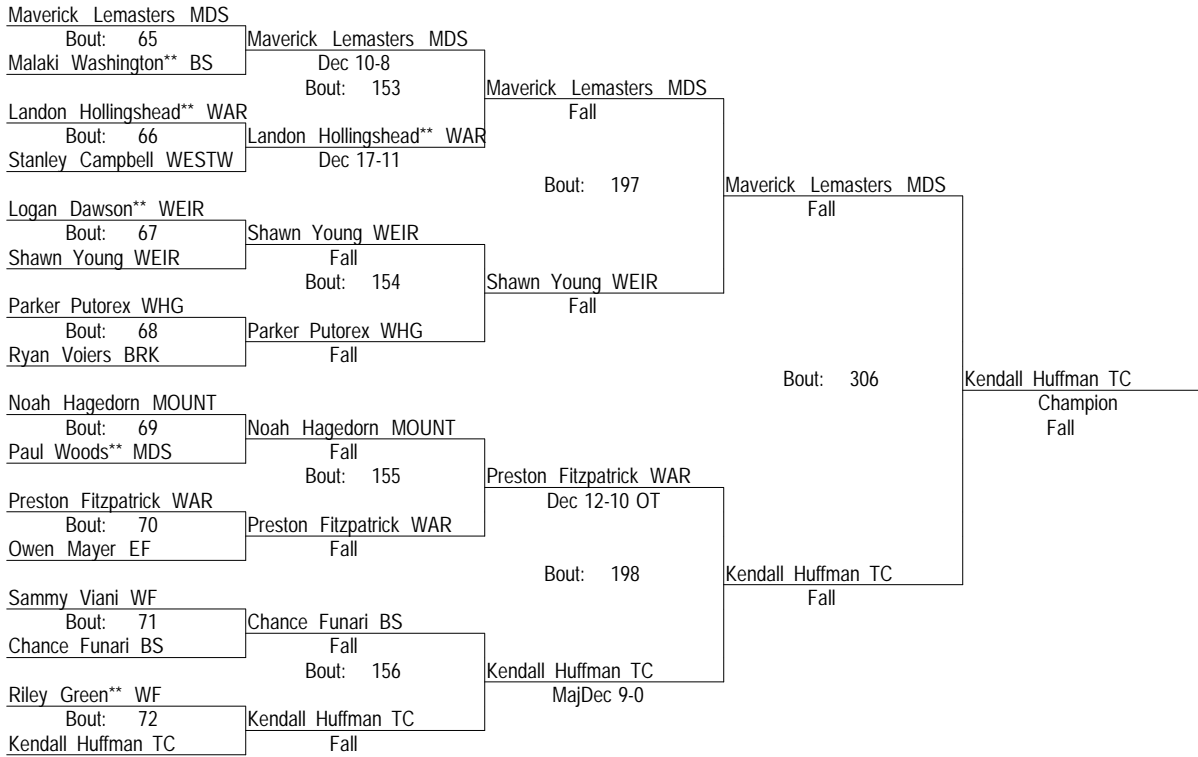 Maverick Lemasters MDS
Bout: 65
Malaki Washington** BS
Landon Hollingshead** WAR
Bout: 66
Stanley Campbell WESTW
Logan Dawson** WEIR
Bout: 67
Shawn Young WEIR
Parker Putorex WHG
Bout: 68
Ryan Voiers BRK
Noah Hagedorn MOUNT
Bout: 69
Paul Woods** MDS
Preston Fitzpatrick WAR
Bout: 70
Owen Mayer EF
Sammy Viani WF
Bout: 71
Chance Funari BS
Riley Green** WF
Bout: 72
Kendall Huffman TC
Maverick Lemasters MDS
Dec 10-8
Bout: 153
Landon Hollingshead** WAR
Dec 17-11
Shawn Young WEIR
Fall
Bout: 154
Parker Putorex WHG
Fall
Noah Hagedorn MOUNT
Fall
Bout: 155
Preston Fitzpatrick WAR
Fall
Chance Funari BS
Fall
Bout: 156
Kendall Huffman TC
Fall
Maverick Lemasters MDS
Fall
Bout: 197
Shawn Young WEIR
Fall
Preston Fitzpatrick WAR
Dec 12-10 OT
Bout: 198
Kendall Huffman TC
MajDec 9-0
Maverick Lemasters MDS
Fall
Bout: 306
Kendall Huffman TC
Fall
Kendall Huffman TC
Champion
Fall